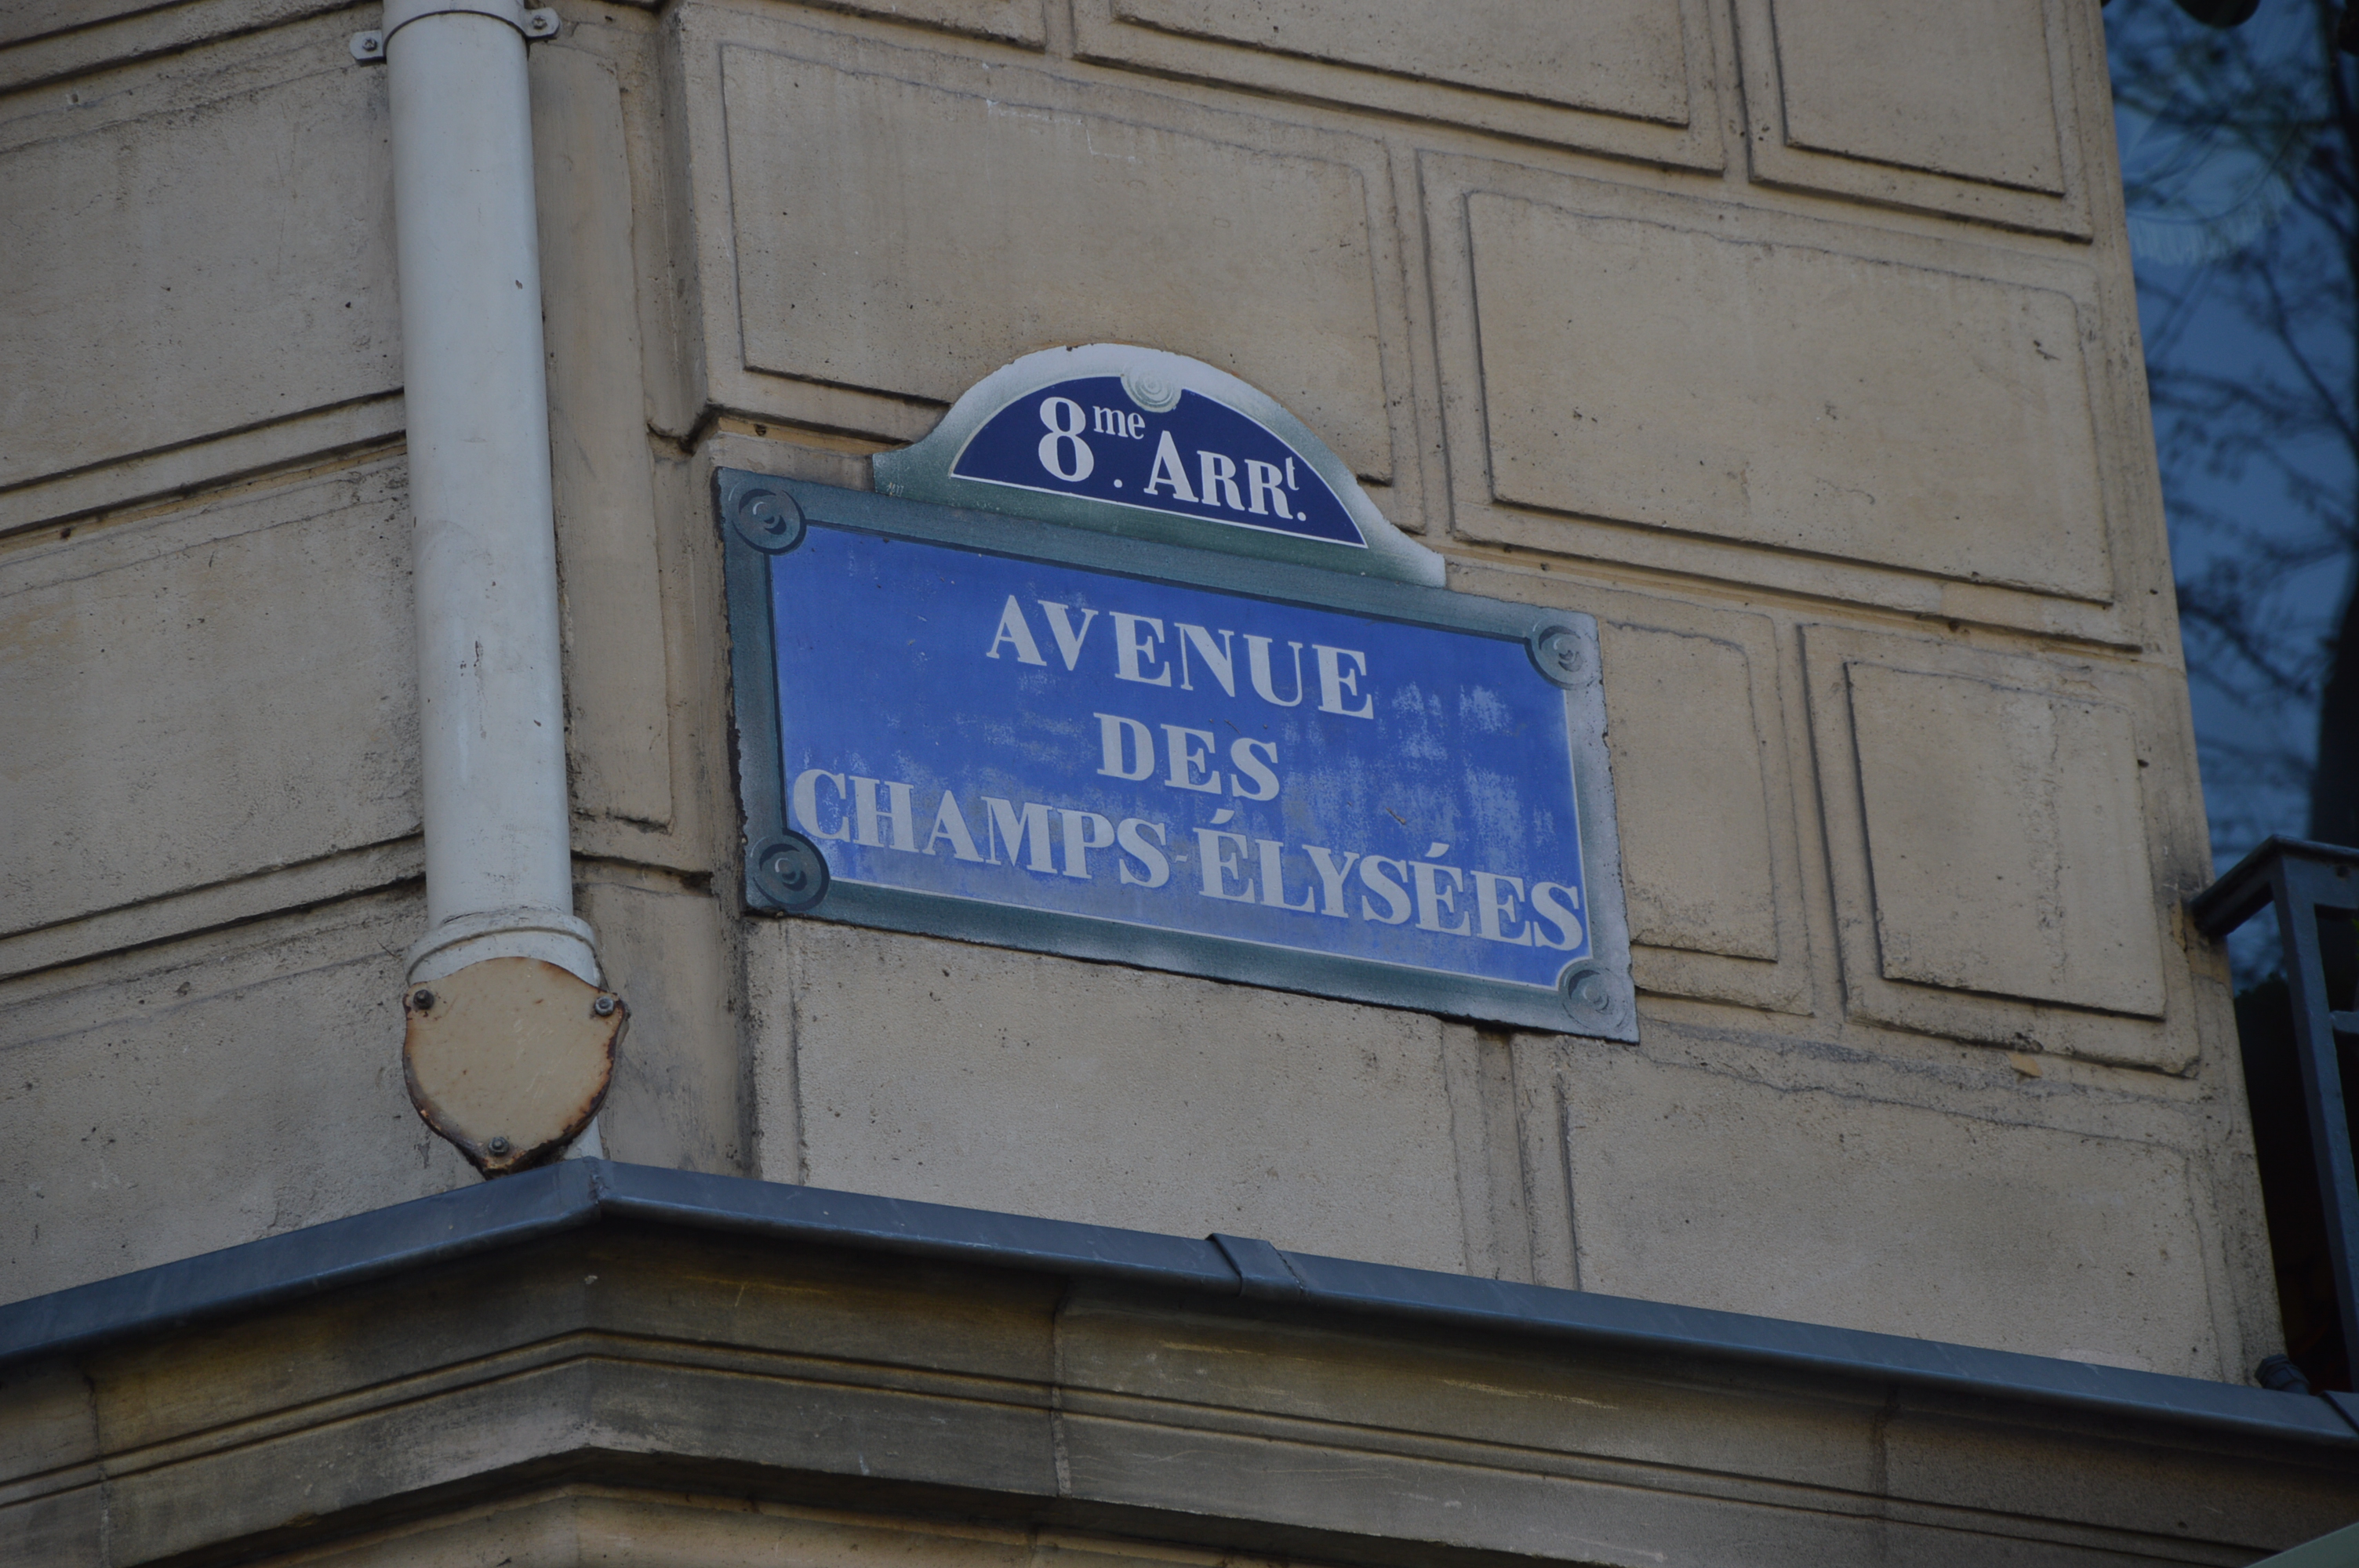 8me. ARRt.
AVENUE
DES
CHAMPS-ÉLYSÉES